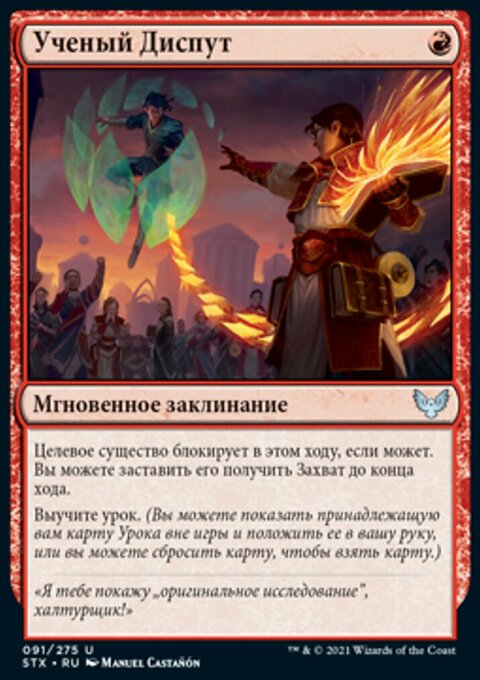 Ученый Диспут
Мгновенное заклинание
Целевое существо блокирует в этом ходу, если может.
Вы можете заставить его получить Захват до конца
хода.
Выучите урок. (Вы можете показать принадлежащую
вам карту Урока вне игры и положить ее в вашу руку,
или вы можете сбросить карту, чтобы взять карту.)
«Я тебе покажу „оригинальное исследование“,
халтурщик!»
091/275 U
STX • RU Manuel Castañón
™ & © 2021 Wizards of the Coast